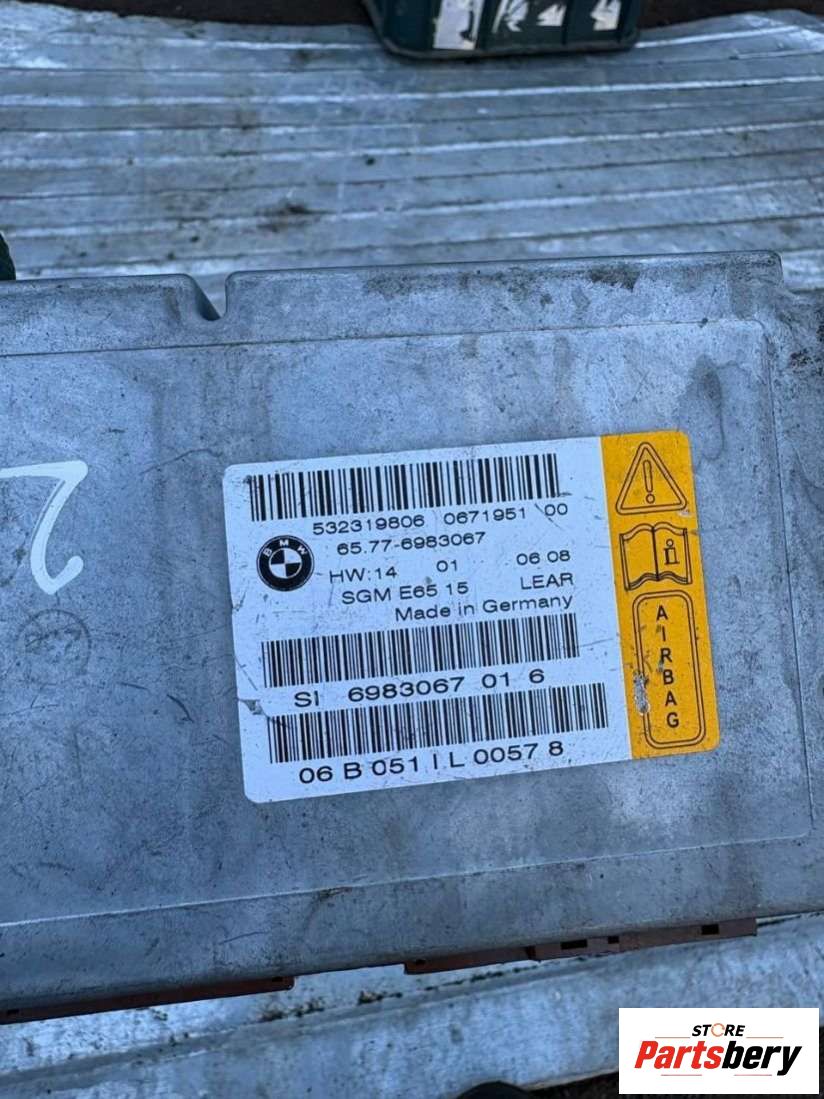 2
532319806 0671951 00
65.77-6983067
BMW
HW:14 01 06 08
SGM E65 15 LEAR
Made in Germany
SI 6983067 01 6
06 B 051 I L 0057 8
AIRBAG
STORE
Partsbery